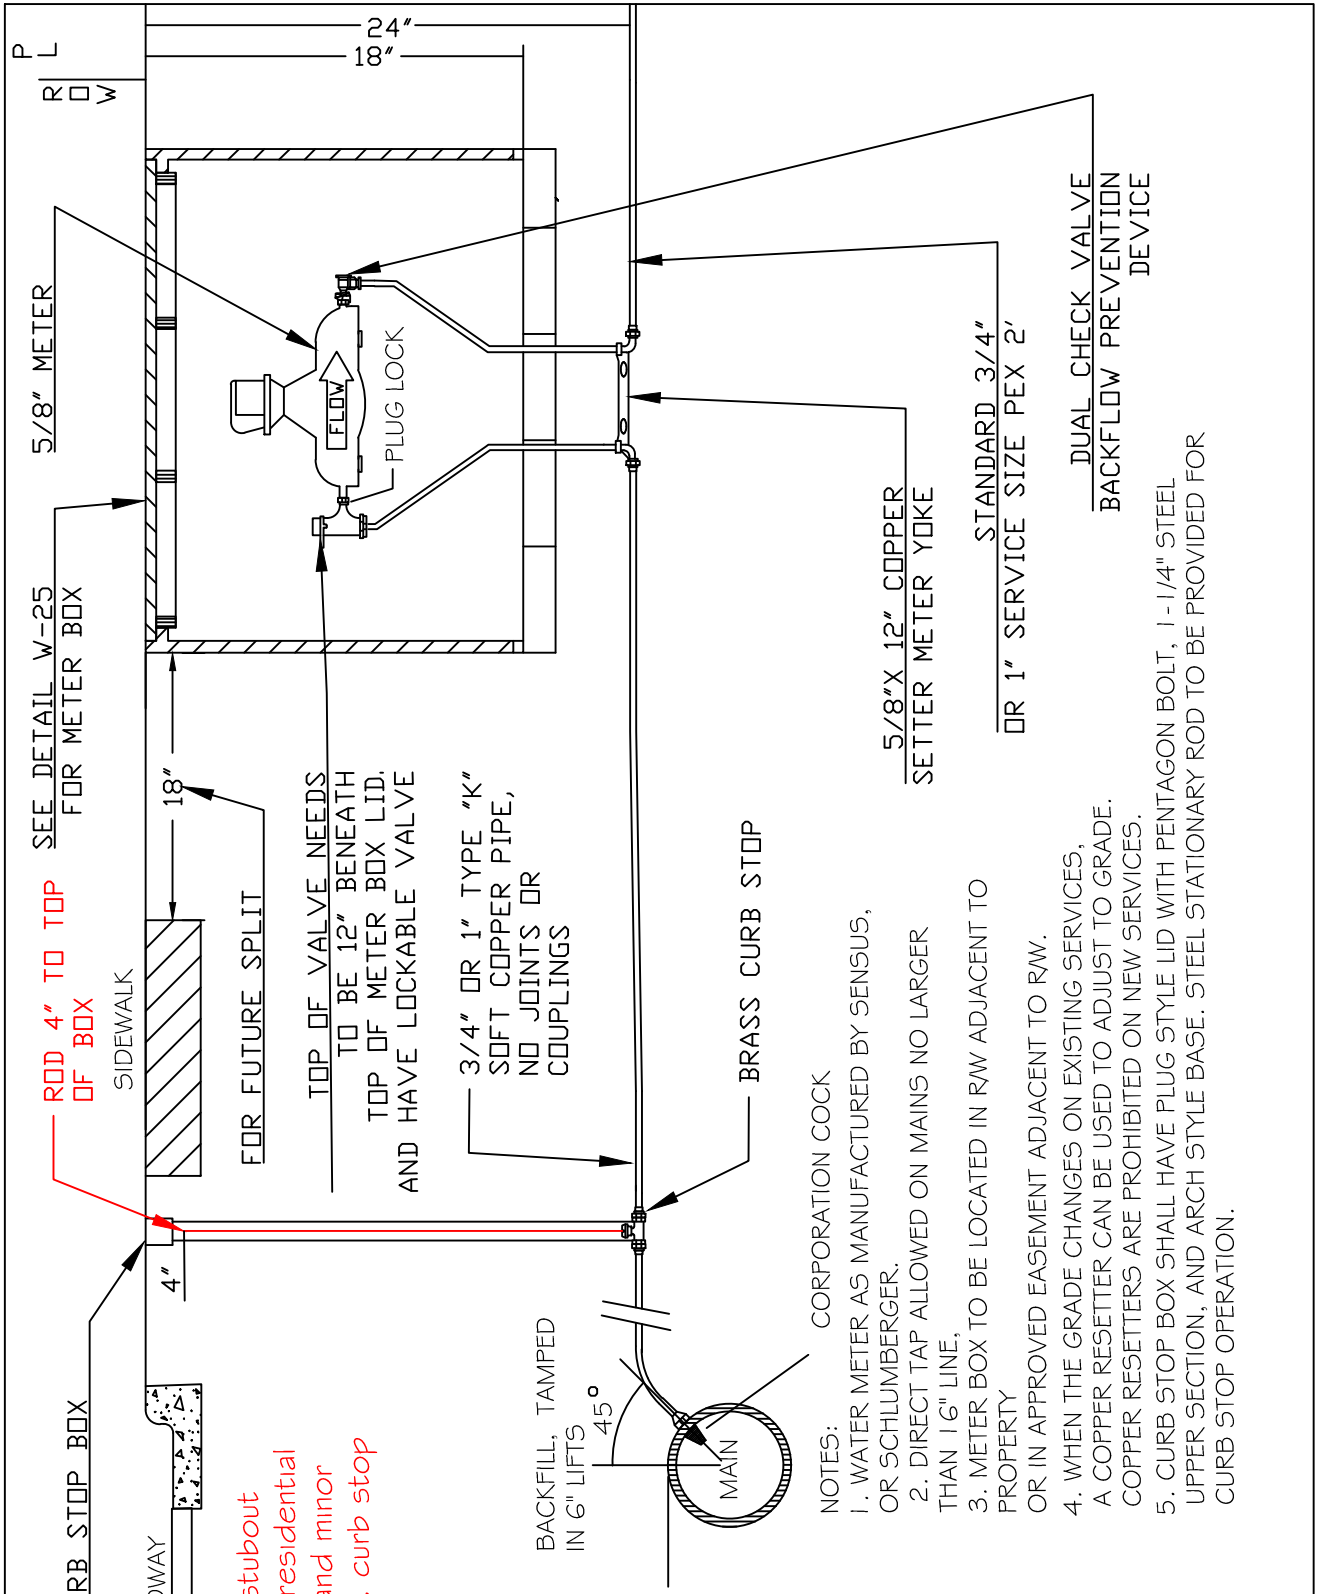 P
L
R
O
W
24"
18"
5/8" METER
SEE DETAIL W-25
FOR METER BOX
ROD 4" TO TOP
OF BOX
SIDEWALK
18"
FOR FUTURE SPLIT
4"
RB STOP BOX
DWAY
stubout
residential
and minor
, curb stop
FLOW
PLUG LOCK
TOP OF VALVE NEEDS
TO BE 12" BENEATH
TOP OF METER BOX LID.
AND HAVE LOCKABLE VALVE
3/4" OR 1" TYPE "K"
SOFT COPPER PIPE,
NO JOINTS OR
COUPLINGS
BRASS CURB STOP
DUAL CHECK VALVE
BACKFLOW PREVENTION
DEVICE
STANDARD 3/4"
OR 1" SERVICE SIZE PEX 2'
5/8"X 12" COPPER
SETTER METER YOKE
BACKFILL, TAMPED
IN 6" LIFTS
45°
MAIN
CORPORATION COCK
NOTES:
1. WATER METER AS MANUFACTURED BY SENSUS,
OR SCHLUMBERGER.
2. DIRECT TAP ALLOWED ON MAINS NO LARGER
THAN 16" LINE,
3. METER BOX TO BE LOCATED IN R/W ADJACENT TO
PROPERTY
OR IN APPROVED EASEMENT ADJACENT TO R/W.
4. WHEN THE GRADE CHANGES ON EXISTING SERVICES,
A COPPER RESETTER CAN BE USED TO ADJUST TO GRADE.
COPPER RESETTERS ARE PROHIBITED ON NEW SERVICES.
5. CURB STOP BOX SHALL HAVE PLUG STYLE LID WITH PENTAGON BOLT, 1-1/4" STEEL
UPPER SECTION, AND ARCH STYLE BASE. STEEL STATIONARY ROD TO BE PROVIDED FOR
CURB STOP OPERATION.